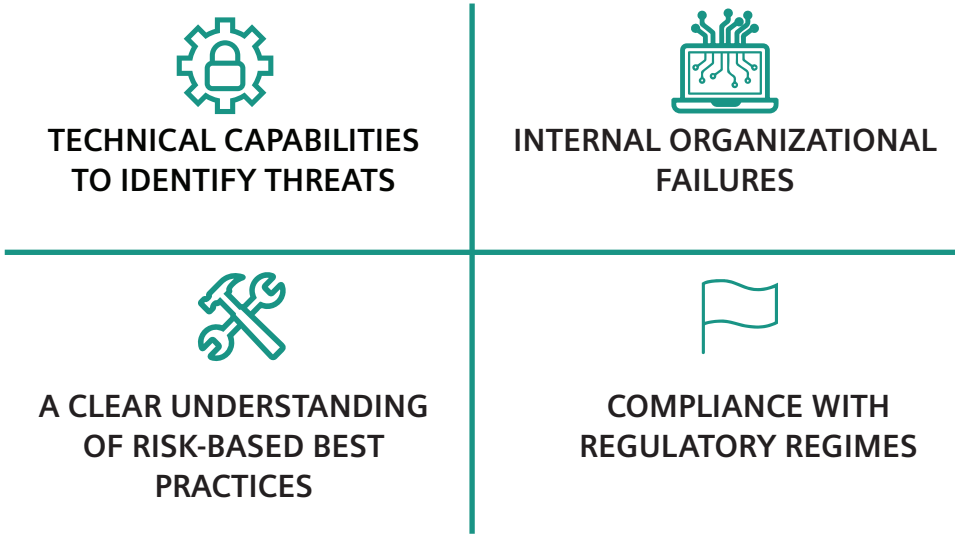 TECHNICAL CAPABILITIES
TO IDENTIFY THREATS
INTERNAL ORGANIZATIONAL
FAILURES
A CLEAR UNDERSTANDING
OF RISK-BASED BEST
PRACTICES
COMPLIANCE WITH
REGULATORY REGIMES